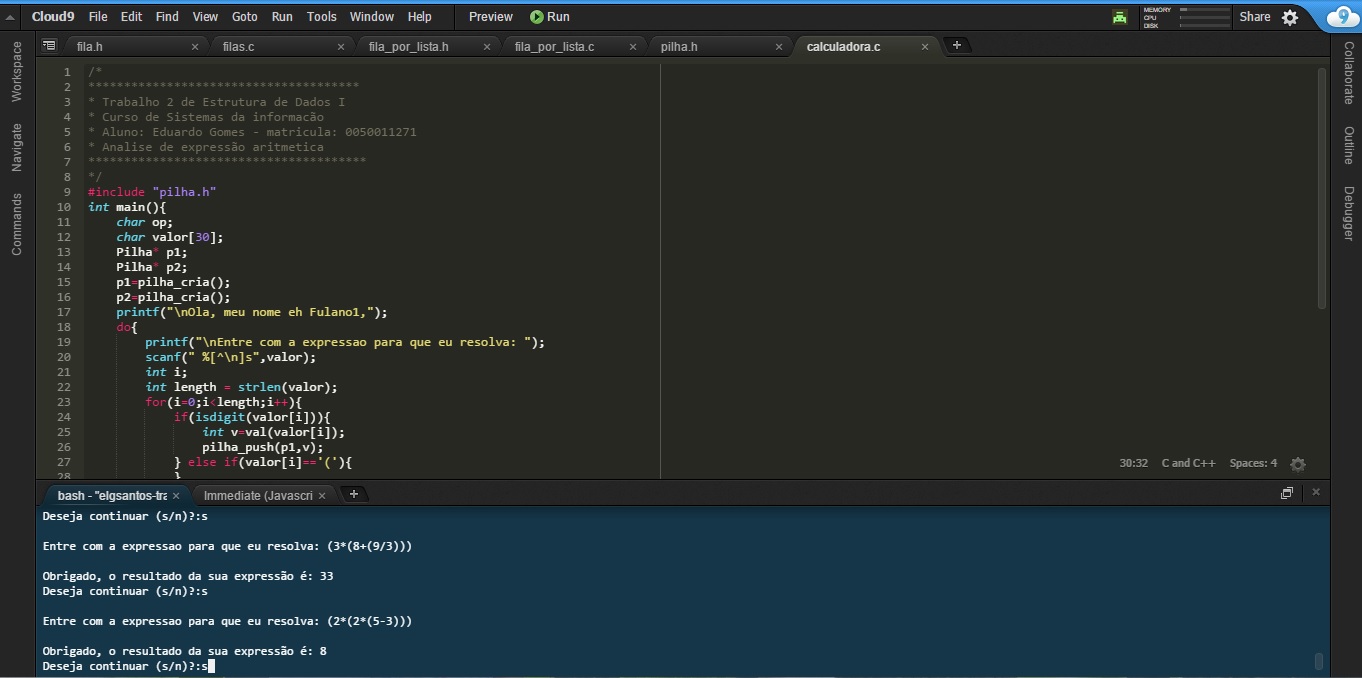 Cloud9 File Edit Find View Goto Run Tools Window Help Preview Run MEMORY CPU DISK Share 9
Workspace
Navigate
Commands
fila.h × filas.c × fila_por_lista.h × fila_por_lista.c × pilha.h × calculadora.c × +
1 /*
2 **************************************
3 * Trabalho 2 de Estrutura de Dados I
4 * Curso de Sistemas da informacão
5 * Aluno: Eduardo Gomes - matricula: 0050011271
6 * Analise de expressão aritmetica
7 ***************************************
8 */
9 #include "pilha.h"
10 int main(){
11 char op;
12 char valor[30];
13 Pilha* p1;
14 Pilha* p2;
15 p1=pilha_cria();
16 p2=pilha_cria();
17 printf("\nOla, meu nome eh Fulano1,");
18 do{
19 printf("\nEntre com a expressao para que eu resolva: ");
20 scanf(" %[^\n]s",valor);
21 int i;
22 int length = strlen(valor);
23 for(i=0;i<length;i++){
24 if(isdigit(valor[i])){
25 int v=val(valor[i]);
26 pilha_push(p1,v);
27 } else if(valor[i]=='('){
28 }
30:32 C and C++ Spaces: 4
Collaborate
Outline
Debugger
bash - "elgsantos-tra × Immediate (Javascri × +
Deseja continuar (s/n)?:s
Entre com a expressao para que eu resolva: (3*(8+(9/3)))
Obrigado, o resultado da sua expressão é: 33
Deseja continuar (s/n)?:s
Entre com a expressao para que eu resolva: (2*(2*(5-3)))
Obrigado, o resultado da sua expressão é: 8
Deseja continuar (s/n)?:s